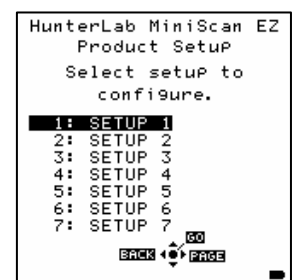 HunterLab MiniScan EZ
Product Setup
Select setup to
configure.
1: SETUP 1
2: SETUP 2
3: SETUP 3
4: SETUP 4
5: SETUP 5
6: SETUP 6
7: SETUP 7
GO
BACK PAGE